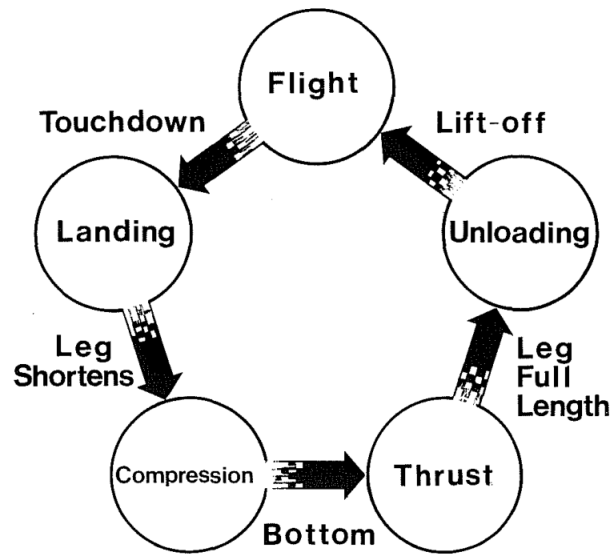 Flight
Touchdown
Lift-off
Landing
Unloading
Leg
Shortens
Leg
Full
Length
Compression
Thrust
Bottom